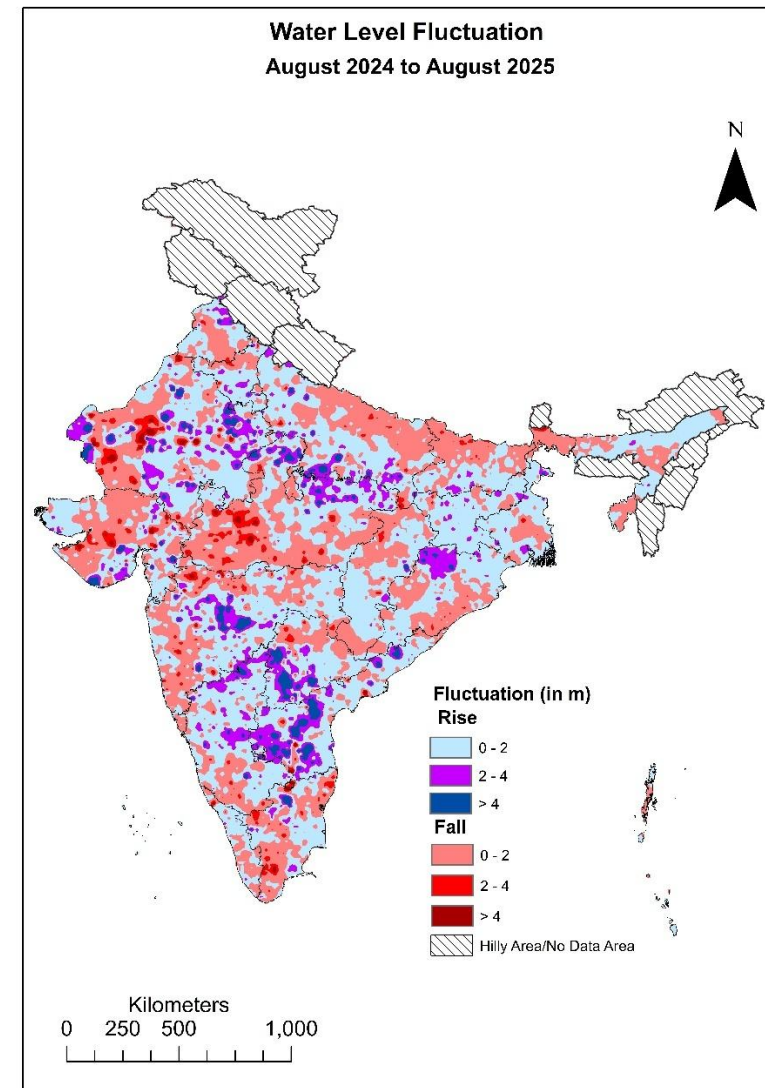 Water Level Fluctuation
August 2024 to August 2025
N
Fluctuation (in m)
Rise
0 - 2
2 - 4
> 4
Fall
0 - 2
2 - 4
> 4
Hilly Area/No Data Area
Kilometers
0 250 500 1,000